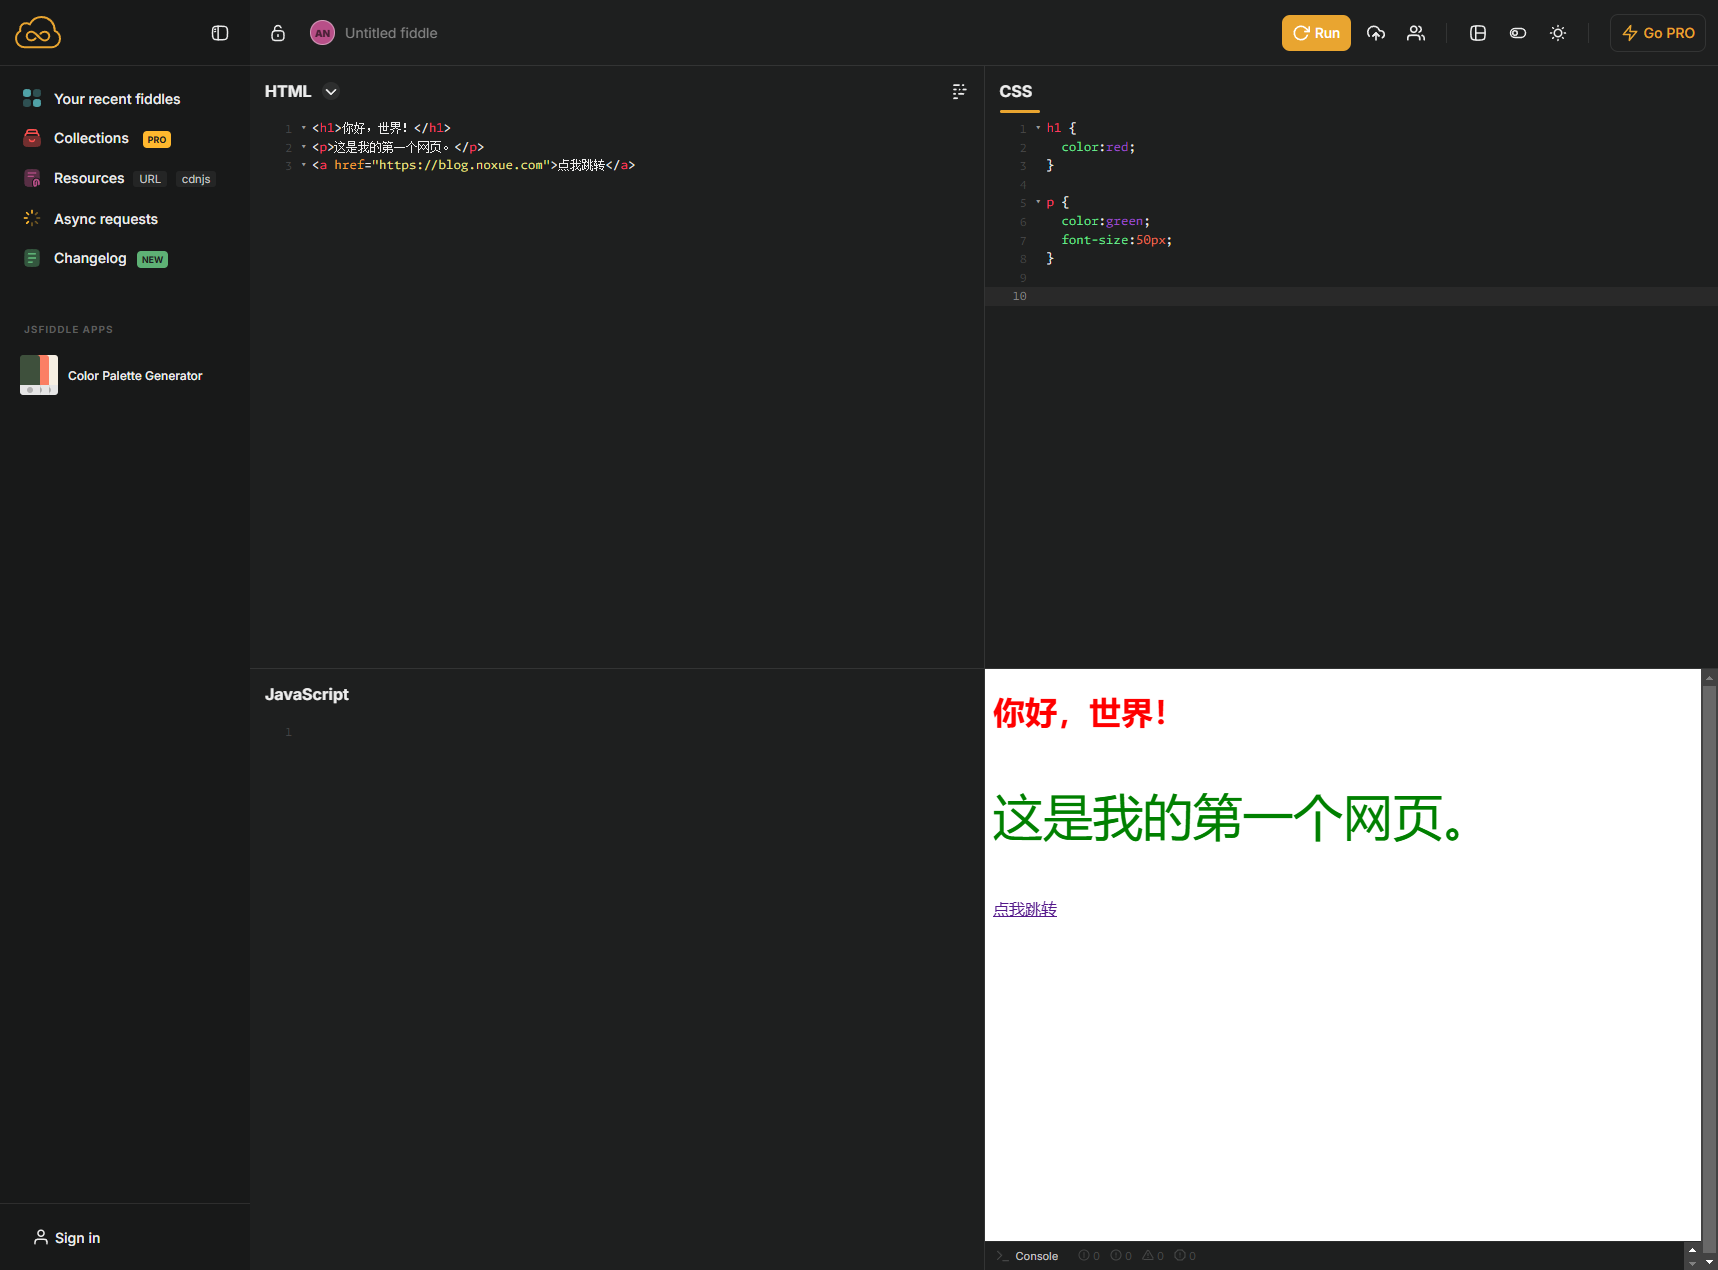 AN
Untitled fiddle
Run
Go PRO
Your recent fiddles
Collections PRO
Resources URL cdnjs
Async requests
Changelog NEW
JSFIDDLE APPS
Color Palette Generator
Sign in
HTML
1 <h1>你好，世界！</h1>
2 <p>这是我的第一个网页。</p>
3 <a href="https://blog.noxue.com">点我跳转</a>
CSS
1 h1 {
2 color:red;
3 }
4
5 p {
6 color:green;
7 font-size:50px;
8 }
9
10
JavaScript
1
你好，世界！
这是我的第一个网页。
点我跳转
>_ Console 0 0 0 0